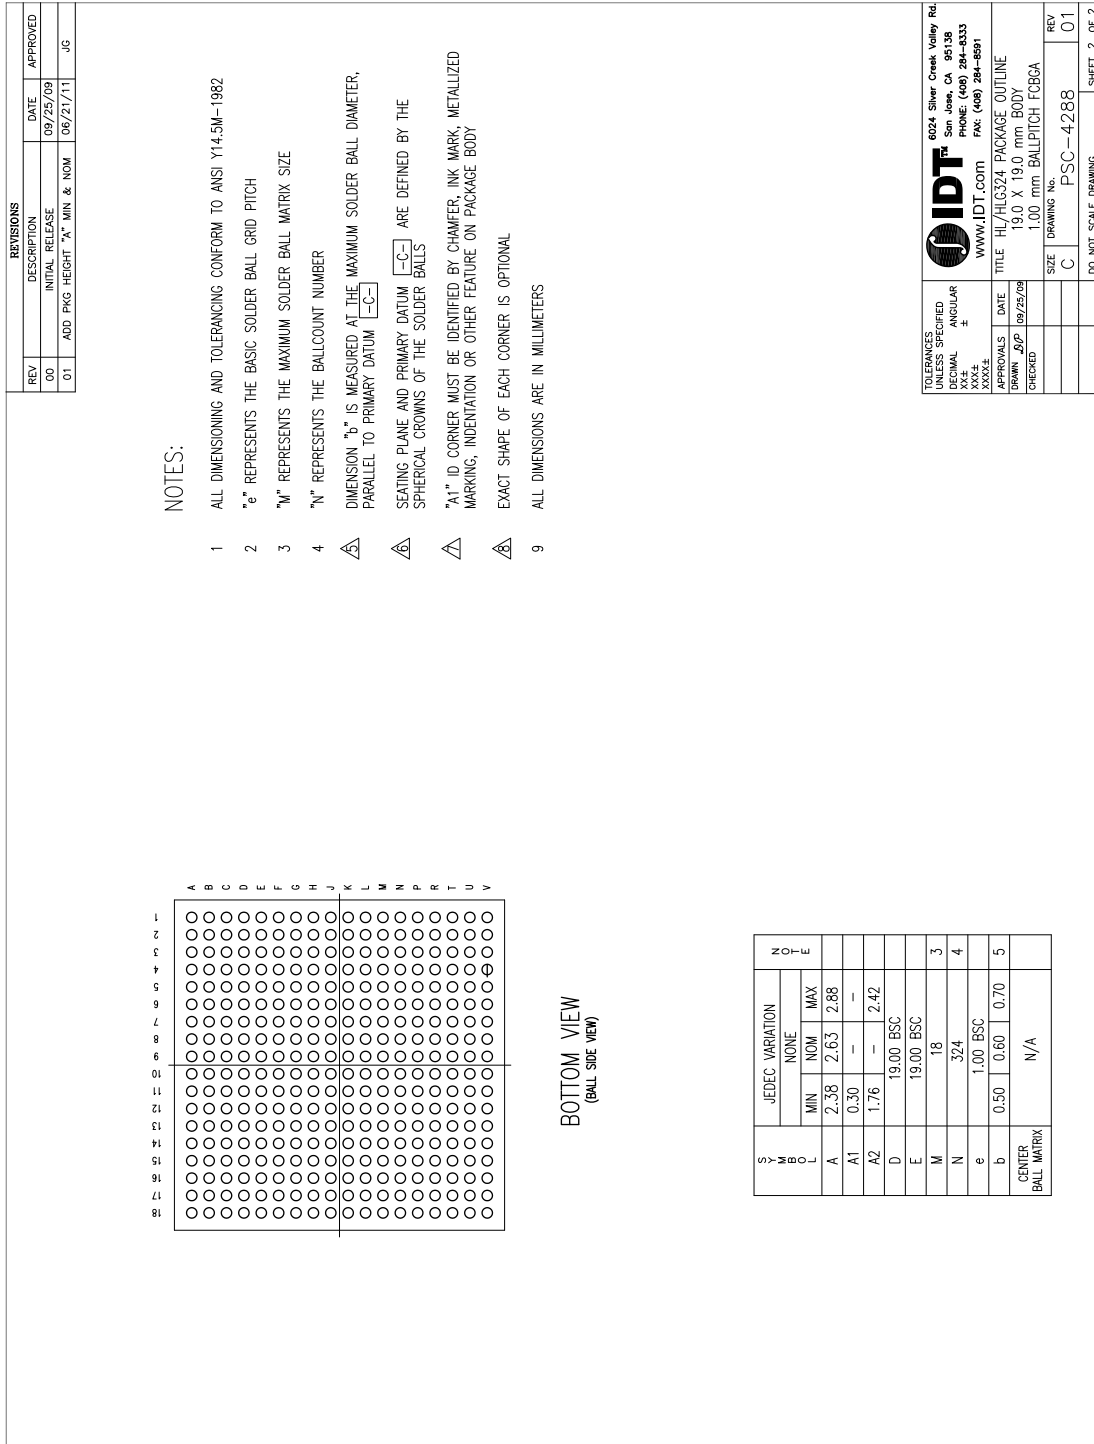 REVISIONS
REV DESCRIPTION DATE APPROVED
00 INITIAL RELEASE 09/25/09
01 ADD PKG HEIGHT "A" MIN & NOM 06/21/11 JG
NOTES:
1 ALL DIMENSIONING AND TOLERANCING CONFORM TO ANSI Y14.5M-1982
2 "e" REPRESENTS THE BASIC SOLDER BALL GRID PITCH
3 "M" REPRESENTS THE MAXIMUM SOLDER BALL MATRIX SIZE
4 "N" REPRESENTS THE BALLCOUNT NUMBER
5 DIMENSION "b" IS MEASURED AT THE MAXIMUM SOLDER BALL DIAMETER,
PARALLEL TO PRIMARY DATUM -C-
6 SEATING PLANE AND PRIMARY DATUM -C- ARE DEFINED BY THE
SPHERICAL CROWNS OF THE SOLDER BALLS
7 "A1" ID CORNER MUST BE IDENTIFIED BY CHAMFER, INK MARK, METALLIZED
MARKING, INDENTATION OR OTHER FEATURE ON PACKAGE BODY
8 EXACT SHAPE OF EACH CORNER IS OPTIONAL
9 ALL DIMENSIONS ARE IN MILLIMETERS
18 17 16 15 14 13 12 11 10 9 8 7 6 5 4 3 2 1
A
B
C
D
E
F
G
H
J
K
L
M
N
P
R
T
U
V
BOTTOM VIEW
(BALL SIDE VIEW)
SYMBOL JEDEC VARIATION NOTE
NONE
MIN NOM MAX
A 2.38 2.63 2.88
A1 0.30 – –
A2 1.76 – 2.42
D 19.00 BSC
E 19.00 BSC
M 18 3
N 324 4
e 1.00 BSC
b 0.50 0.60 0.70 5
CENTER
BALL MATRIX N/A
TOLERANCES
UNLESS SPECIFIED
DECIMAL ANGULAR
XX± ±
XXX±
XXXX±
APPROVALS DATE
DRAWN DP 09/25/09
CHECKED
IDT™
www.IDT.com
6024 Silver Creek Valley Rd.
San Jose, CA 95138
PHONE: (408) 284-8333
FAX: (408) 284-8591
TITLE HL/HLG324 PACKAGE OUTLINE
19.0 X 19.0 mm BODY
1.00 mm BALLPITCH FCBGA
SIZE DRAWING No. REV
C PSC-4288 01
DO NOT SCALE DRAWING SHEET 2 OF 2